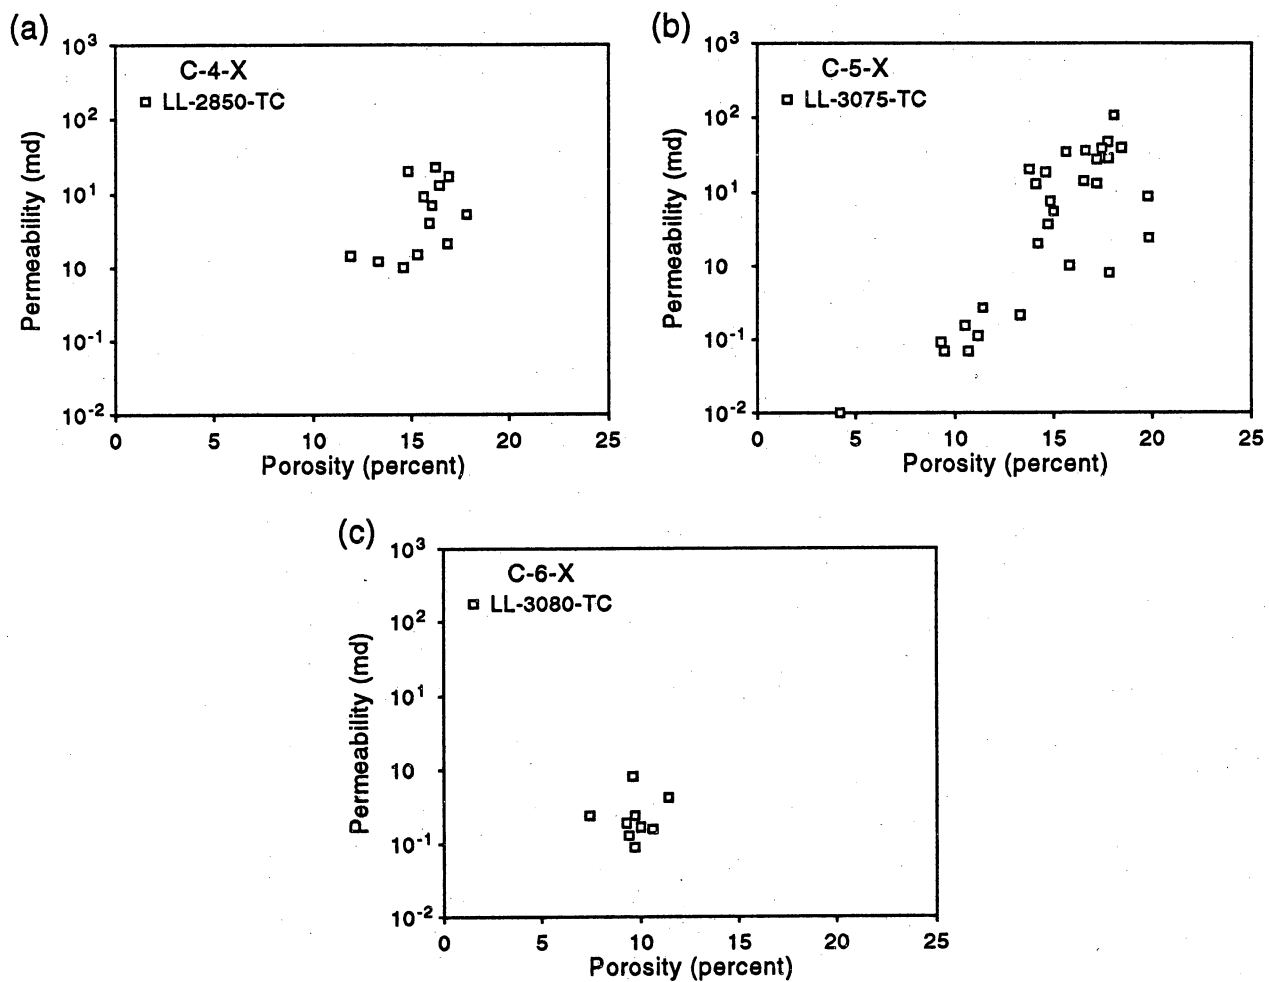 (a)
10³
C-4-X
LL-2850-TC
10²
10¹
10
10⁻¹
10⁻²
Permeability (md)
0 5 10 15 20 25
Porosity (percent)
(b)
10³
C-5-X
LL-3075-TC
10²
10¹
10
10⁻¹
10⁻²
Permeability (md)
0 5 10 15 20 25
Porosity (percent)
(c)
10³
C-6-X
LL-3080-TC
10²
10¹
10
10⁻¹
10⁻²
Permeability (md)
0 5 10 15 20 25
Porosity (percent)